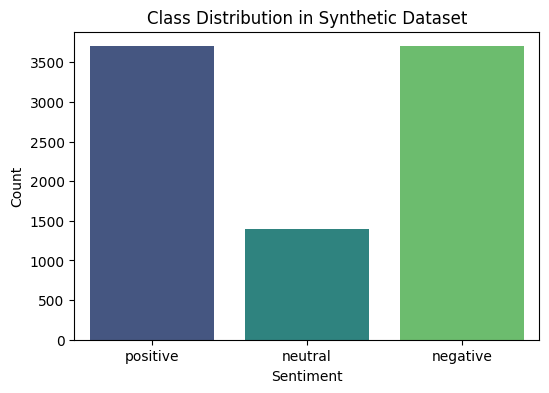 Class Distribution in Synthetic Dataset
Count
3500
3000
2500
2000
1500
1000
500
0
positive
neutral
negative
Sentiment